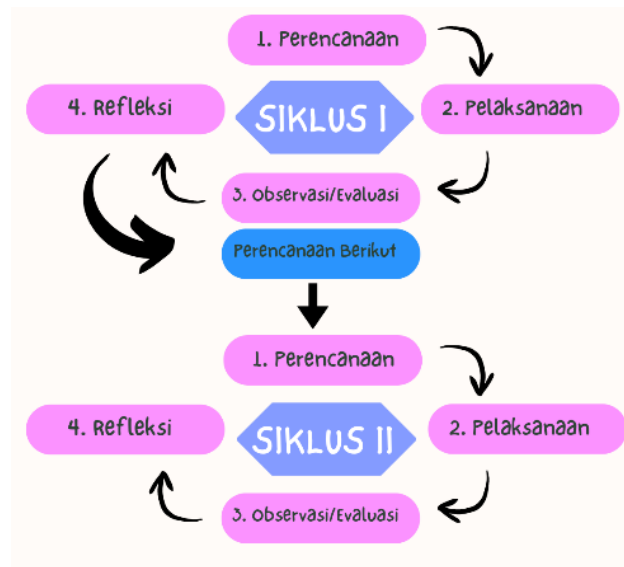 1. Perencanaan
4. Refleksi
SIKLUS I
2. Pelaksanaan
3. Observasi/Evaluasi
Perencanaan Berikut
1. Perencanaan
4. Refleksi
SIKLUS II
2. Pelaksanaan
3. Observasi/Evaluasi